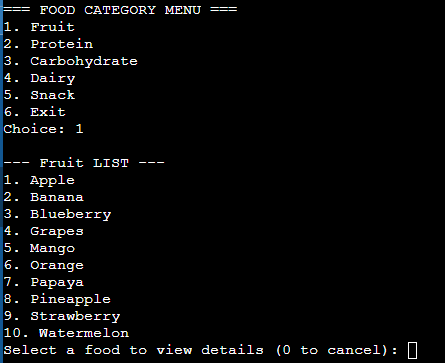 === FOOD CATEGORY MENU ===
1. Fruit
2. Protein
3. Carbohydrate
4. Dairy
5. Snack
6. Exit
Choice: 1
--- Fruit LIST ---
1. Apple
2. Banana
3. Blueberry
4. Grapes
5. Mango
6. Orange
7. Papaya
8. Pineapple
9. Strawberry
10. Watermelon
Select a food to view details (0 to cancel):